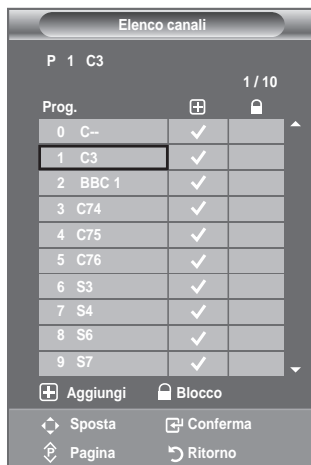 Elenco canali
P 1 C3
1 / 10
Prog.
0 C--
1 C3
2 BBC 1
3 C74
4 C75
5 C76
6 S3
7 S4
8 S6
9 S7
Aggiungi Blocco
Sposta Conferma
P Pagina Ritorno